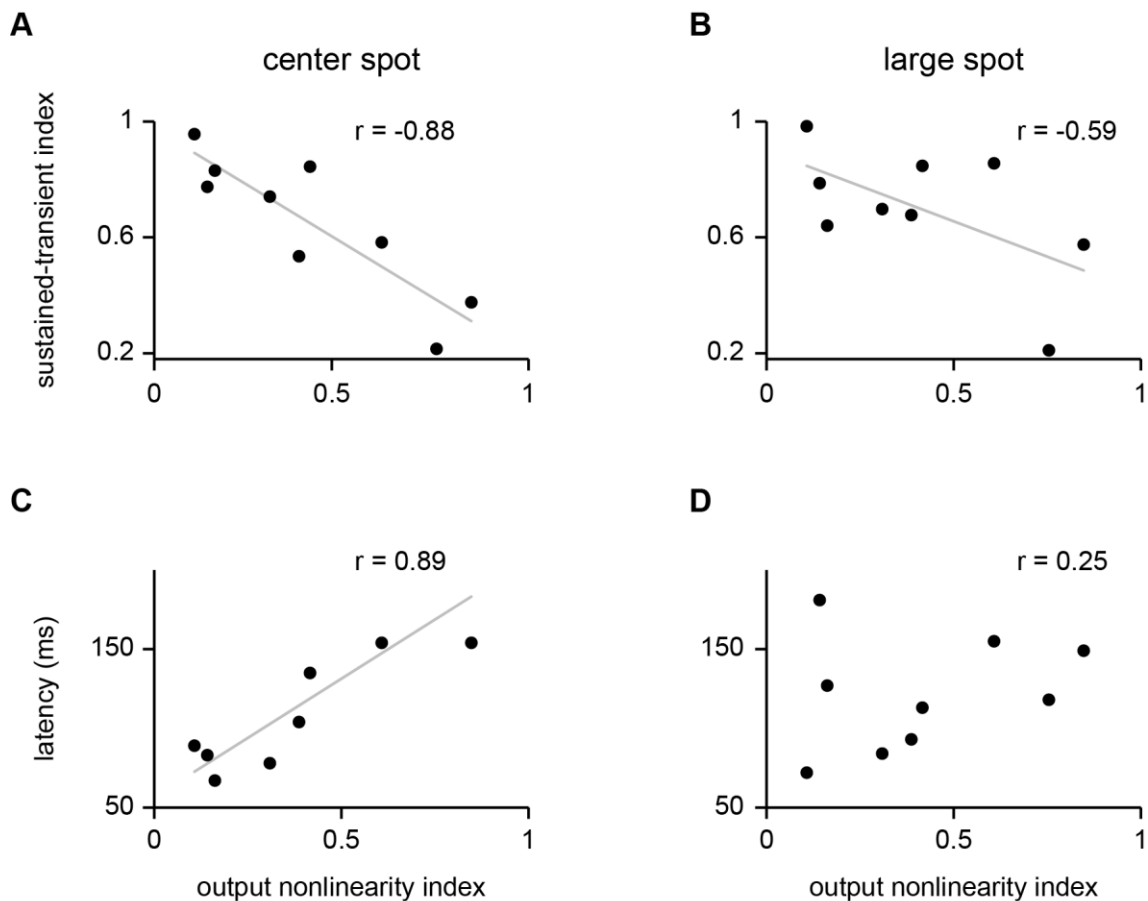 A
center spot
sustained-transient index
1
0.6
0.2
r = -0.88
0
0.5
1
B
large spot
1
0.6
0.2
r = -0.59
0
0.5
1
C
latency (ms)
150
50
r = 0.89
0
0.5
1
output nonlinearity index
D
150
50
r = 0.25
0
0.5
1
output nonlinearity index